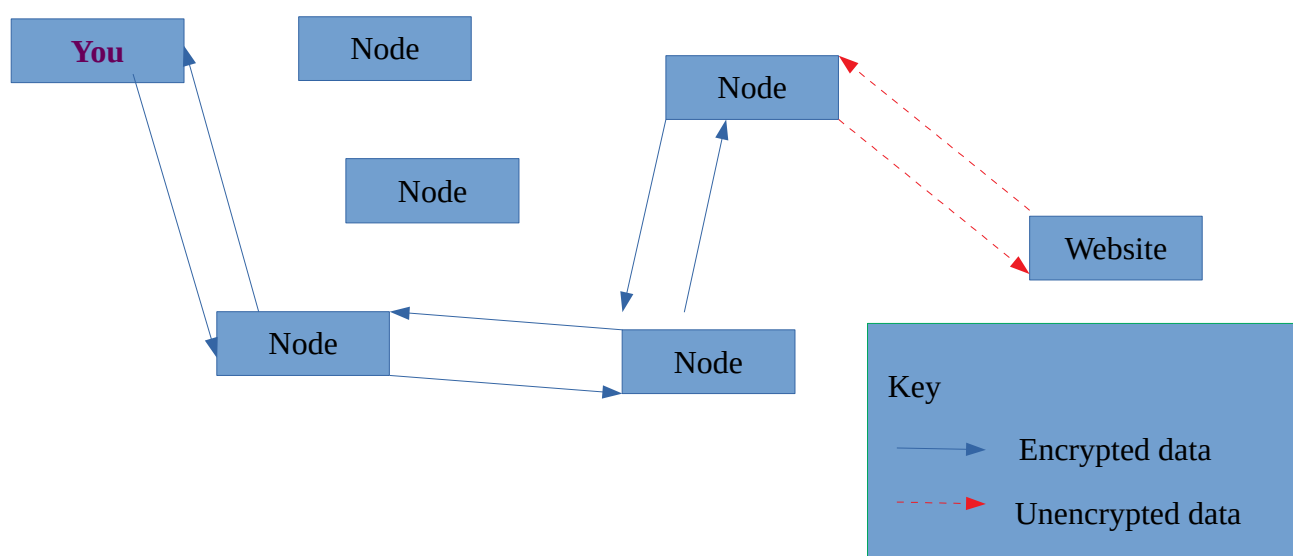 You
Node
Node
Node
Website
Node
Node
Key
Encrypted data
Unencrypted data